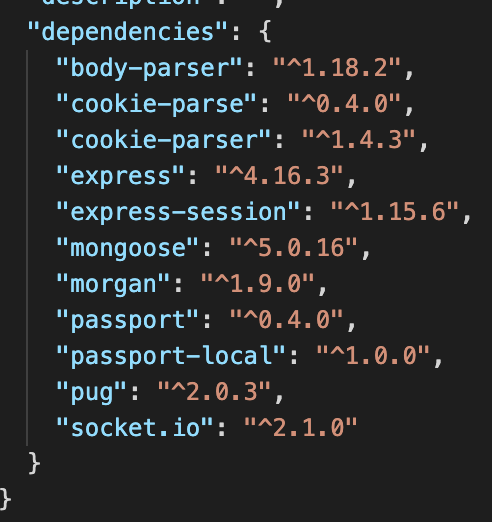 "dependencies": {
"body-parser": "^1.18.2",
"cookie-parse": "^0.4.0",
"cookie-parser": "^1.4.3",
"express": "^4.16.3",
"express-session": "^1.15.6",
"mongoose": "^5.0.16",
"morgan": "^1.9.0",
"passport": "^0.4.0",
"passport-local": "^1.0.0",
"pug": "^2.0.3",
"socket.io": "^2.1.0"
}
}